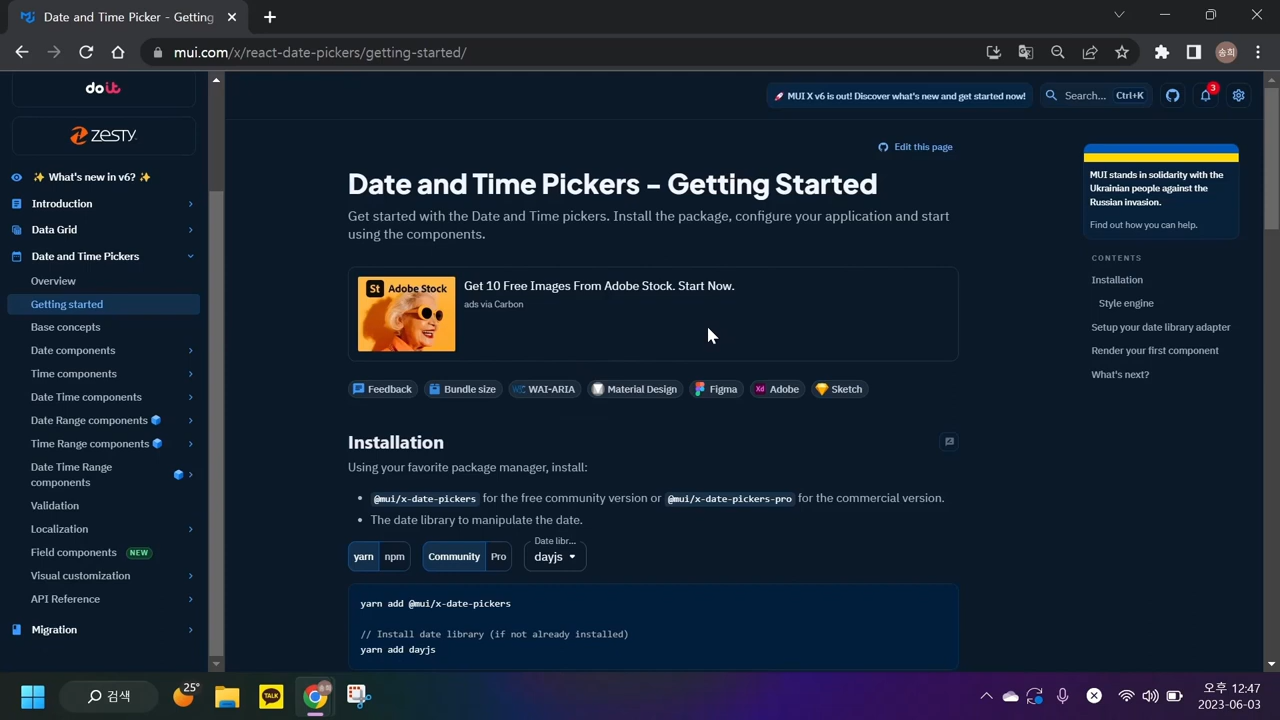 Date and Time Picker - Getting
mui.com/x/react-date-pickers/getting-started/
송희
doit
ZESTY
✨ What's new in v6? ✨
Introduction
Data Grid
Date and Time Pickers
Overview
Getting started
Base concepts
Date components
Time components
Date Time components
Date Range components
Time Range components
Date Time Range
components
Validation
Localization
Field components NEW
Visual customization
API Reference
Migration
🚀 MUI X v6 is out! Discover what's new and get started now!
Search... Ctrl+K
3
Edit this page
Date and Time Pickers - Getting Started
Get started with the Date and Time pickers. Install the package, configure your application and start
using the components.
St Adobe Stock
Get 10 Free Images From Adobe Stock. Start Now.
ads via Carbon
Feedback Bundle size WAI-ARIA Material Design Figma Xd Adobe Sketch
Installation
Using your favorite package manager, install:
• @mui/x-date-pickers for the free community version or @mui/x-date-pickers-pro for the commercial version.
• The date library to manipulate the date.
Date libr...
yarn npm Community Pro dayjs
yarn add @mui/x-date-pickers
// Install date library (if not already installed)
yarn add dayjs
MUI stands in solidarity with the
Ukrainian people against the
Russian invasion.
Find out how you can help.
CONTENTS
Installation
Style engine
Setup your date library adapter
Render your first component
What's next?
검색
25°
TALK
오후 12:47
2023-06-03